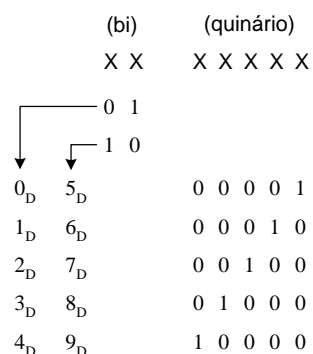 (bi) (quinário)
X X X X X X X
0 1
1 0
0D 5D 0 0 0 0 1
1D 6D 0 0 0 1 0
2D 7D 0 0 1 0 0
3D 8D 0 1 0 0 0
4D 9D 1 0 0 0 0